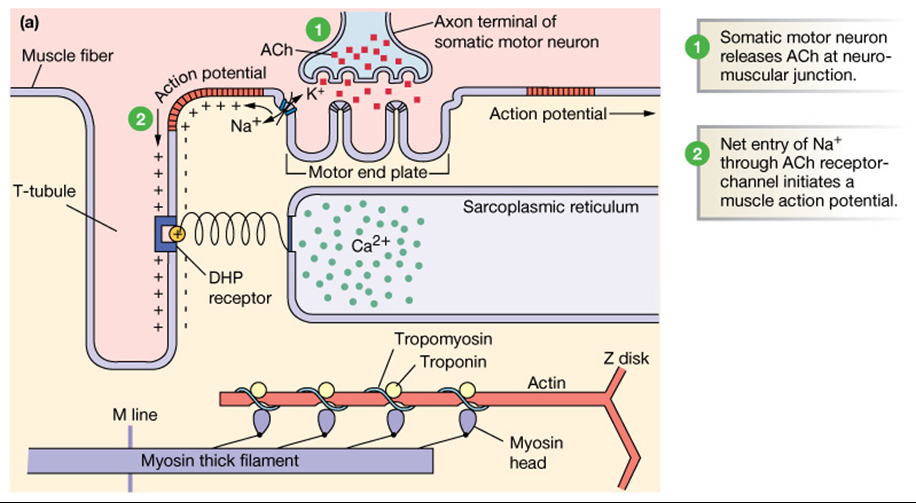 (a)
1
Axon terminal of
somatic motor neuron
ACh
Muscle fiber
Action potential
K+
2
Na+
Action potential
Motor end plate
T-tubule
Sarcoplasmic reticulum
Ca2+
DHP
receptor
Tropomyosin
Troponin
Z disk
Actin
M line
Myosin
head
Myosin thick filament
1
Somatic motor neuron
releases ACh at neuro-
muscular junction.
2
Net entry of Na+
through ACh receptor-
channel initiates a
muscle action potential.